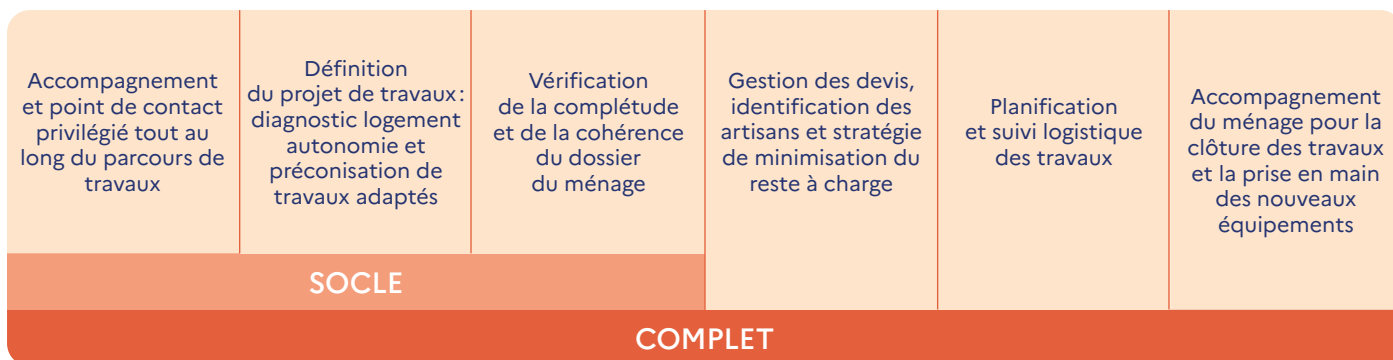 Accompagnement
et point de contact
privilégié tout au
long du parcours de
travaux
Définition
du projet de travaux :
diagnostic logement
autonomie et
préconisation de
travaux adaptés
Vérification
de la complétude
et de la cohérence
du dossier
du ménage
Gestion des devis,
identification des
artisans et stratégie
de minimisation du
reste à charge
Planification
et suivi logistique
des travaux
Accompagnement
du ménage pour la
clôture des travaux
et la prise en main
des nouveaux
équipements
SOCLE
COMPLET